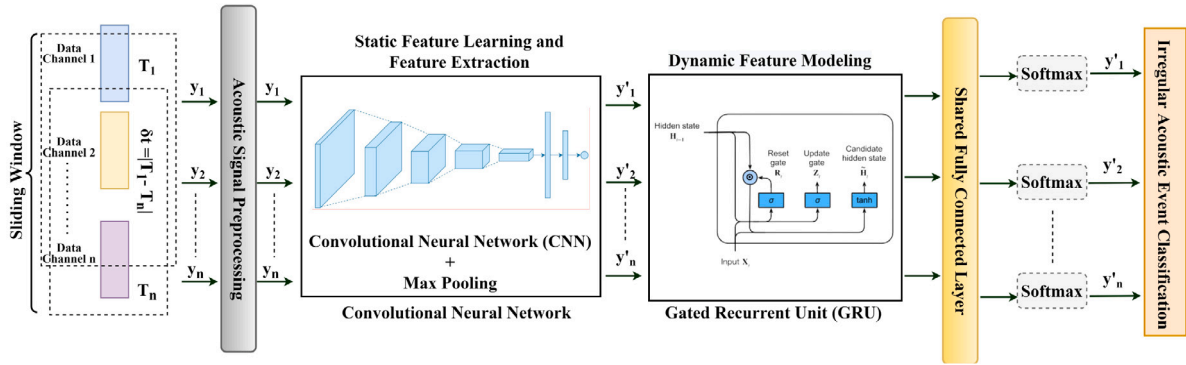 Sliding Window
Data
Channel 1
T1
Data
Channel 2
δt =|T1- Tn|
Data
Channel n
Tn
y1
y2
yn
Acoustic Signal Preprocessing
y1
y2
yn
Static Feature Learning and
Feature Extraction
Convolutional Neural Network (CNN)
+
Max Pooling
Convolutional Neural Network
y'1
y'2
y'n
Dynamic Feature Modeling
Hidden state
Reset
gate
Update
gate
Candidate
hidden state
σ
σ
tanh
Input
Gated Recurrent Unit (GRU)
Shared Fully Connected Layer
Softmax
y'1
Softmax
y'2
Softmax
y'n
Irregular Acoustic Event Classification